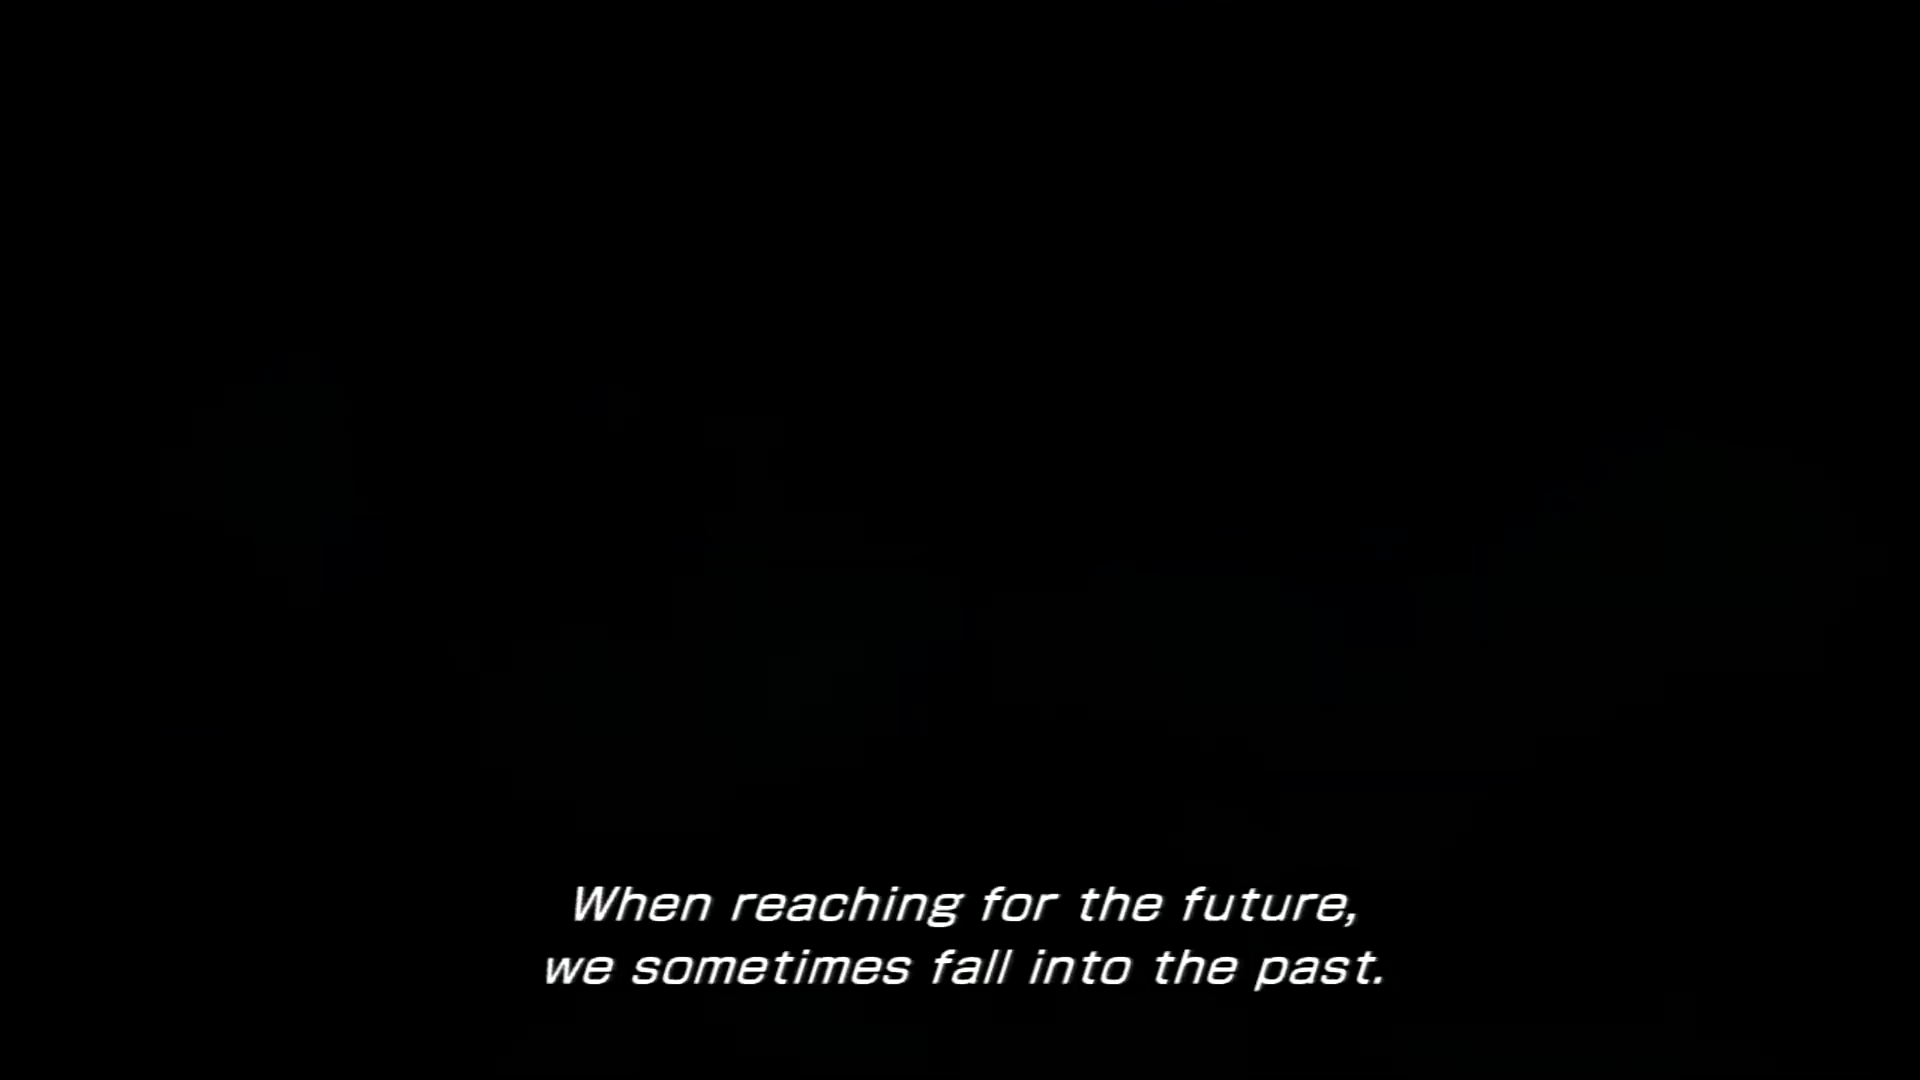 When reaching for the future,
we sometimes fall into the past.